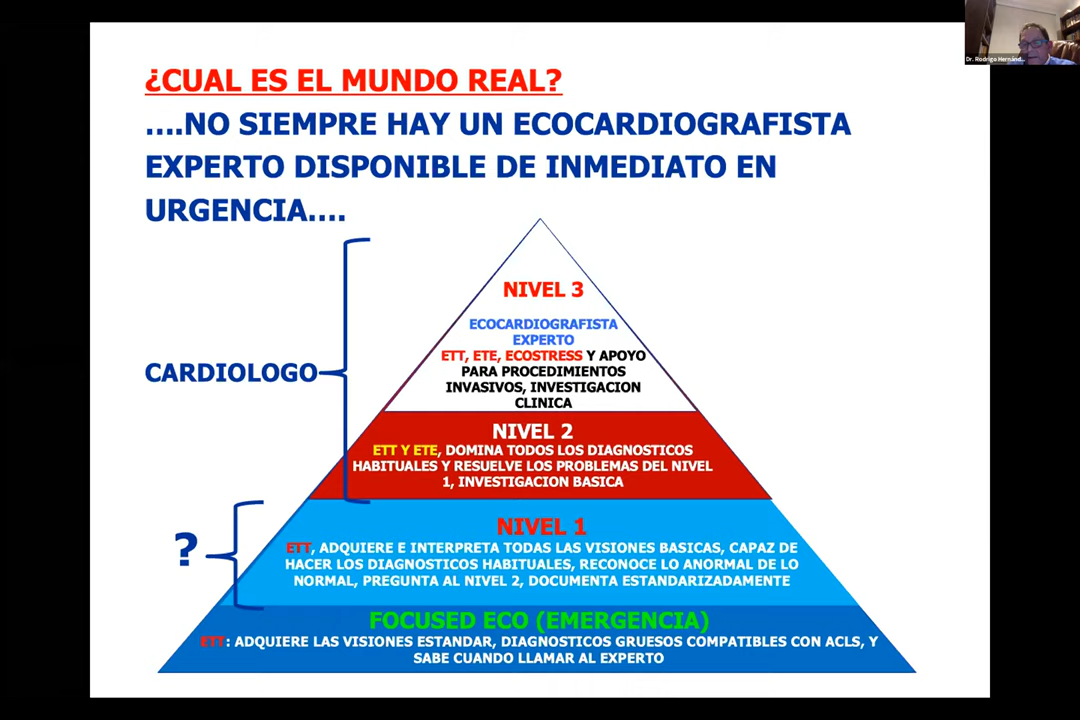 Dr. Rodrigo Hernánd...
¿CUAL ES EL MUNDO REAL?
....NO SIEMPRE HAY UN ECOCARDIOGRAFISTA
EXPERTO DISPONIBLE DE INMEDIATO EN
URGENCIA....
NIVEL 3
ECOCARDIOGRAFISTA
EXPERTO
ETT, ETE, ECOSTRESS Y APOYO
PARA PROCEDIMIENTOS
INVASIVOS, INVESTIGACION
CLINICA
CARDIOLOGO
NIVEL 2
ETT Y ETE, DOMINA TODOS LOS DIAGNOSTICOS
HABITUALES Y RESUELVE LOS PROBLEMAS DEL NIVEL
1, INVESTIGACION BASICA
?
NIVEL 1
ETT, ADQUIERE E INTERPRETA TODAS LAS VISIONES BASICAS, CAPAZ DE
HACER LOS DIAGNOSTICOS HABITUALES, RECONOCE LO ANORMAL DE LO
NORMAL, PREGUNTA AL NIVEL 2, DOCUMENTA ESTANDARIZADAMENTE
FOCUSED ECO (EMERGENCIA)
ETT: ADQUIERE LAS VISIONES ESTANDAR, DIAGNOSTICOS GRUESOS COMPATIBLES CON ACLS, Y
SABE CUANDO LLAMAR AL EXPERTO